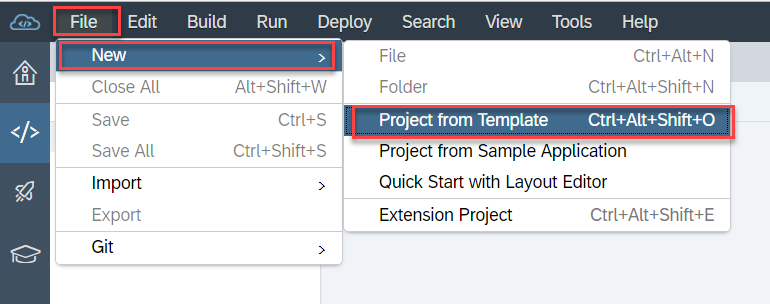 File Edit Build Run Deploy Search View Tools Help
New >
Close All Alt+Shift+W
Save Ctrl+S
Save All Ctrl+Shift+S
Import >
Export
Git >
File Ctrl+Alt+N
Folder Ctrl+Alt+Shift+N
Project from Template Ctrl+Alt+Shift+O
Project from Sample Application
Quick Start with Layout Editor
Extension Project Ctrl+Alt+Shift+E